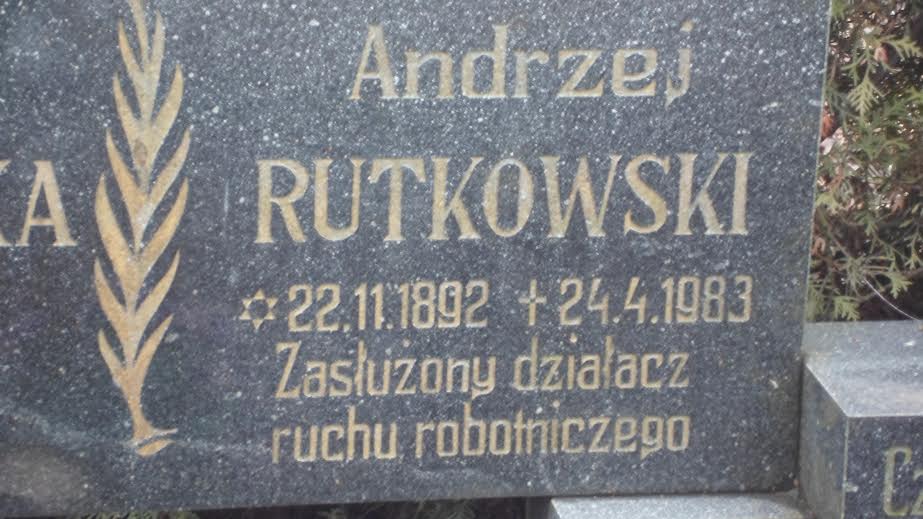 Andrzej
RUTKOWSKI
✡ 22.11.1892 ✝ 24.4.1983
Zasłużony działacz
ruchu robotniczego